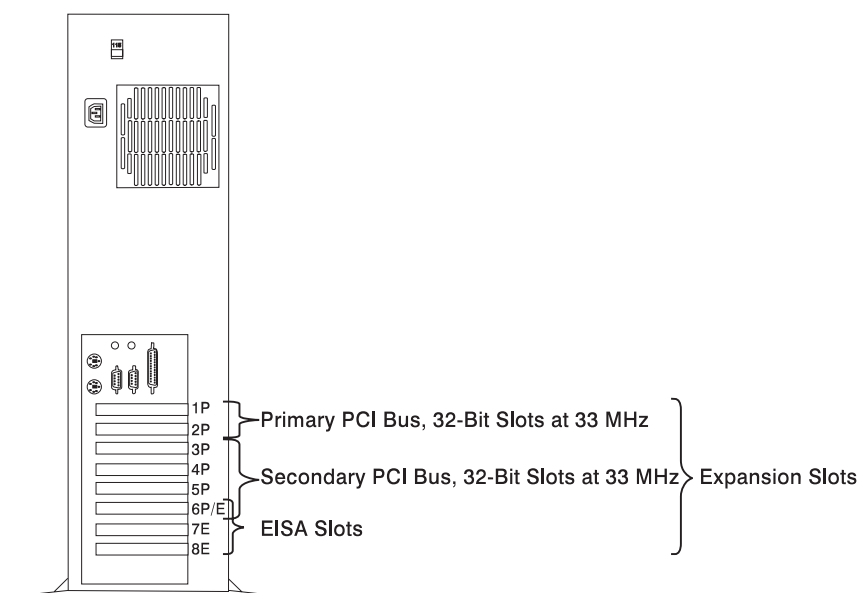 115
1P
2P
3P
4P
5P
6P/E
7E
8E
Primary PCI Bus, 32-Bit Slots at 33 MHz
Secondary PCI Bus, 32-Bit Slots at 33 MHz
EISA Slots
Expansion Slots